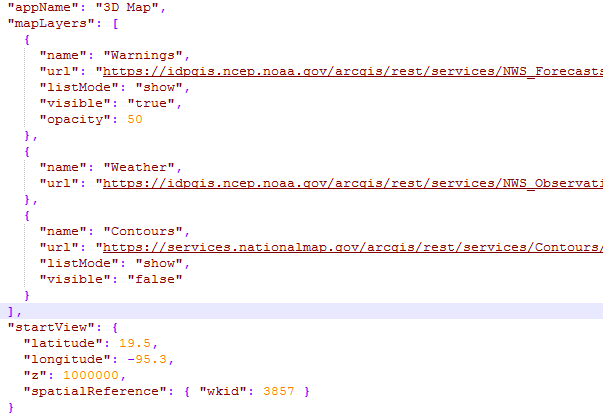 "appName": "3D Map",
"mapLayers": [
{
"name": "Warnings",
"url": "https://idpgis.ncep.noaa.gov/arcgis/rest/services/NWS_Forecasts
"listMode": "show",
"visible": "true",
"opacity": 50
},
{
"name": "Weather",
"url": "https://idpgis.ncep.noaa.gov/arcgis/rest/services/NWS_Observati
},
{
"name": "Contours",
"url": "https://services.nationalmap.gov/arcgis/rest/services/Contours/
"listMode": "show",
"visible": "false"
}
],
"startView": {
"latitude": 19.5,
"longitude": -95.3,
"z": 1000000,
"spatialReference": { "wkid": 3857 }
}